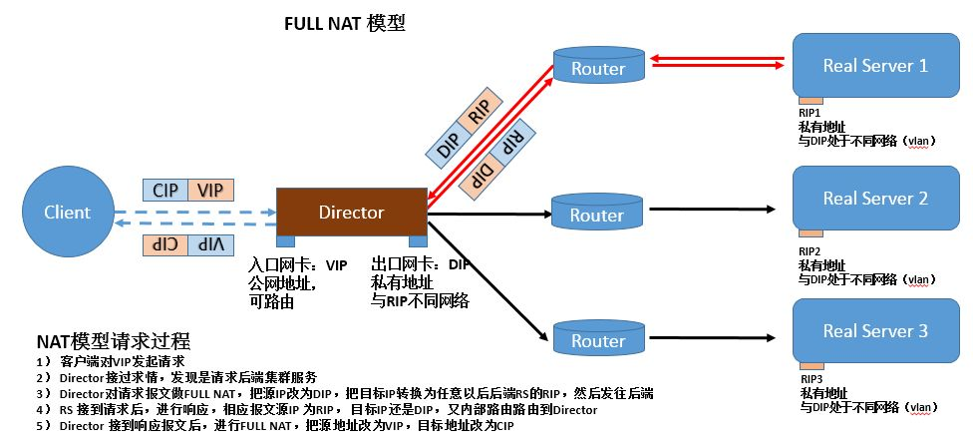 FULL NAT 模型
Router
Real Server 1
RIP1
私有地址
与DIP处于不同网络（vlan）
DIP RIP
RIP DIP
Client
CIP VIP
VIP CIP
Director
入口网卡：VIP
公网地址，
可路由
出口网卡：DIP
私有地址
与RIP不同网络
Router
Real Server 2
RIP2
私有地址
与DIP处于不同网络（vlan）
Router
Real Server 3
RIP3
私有地址
与DIP处于不同网络（vlan）
NAT模型请求过程
1） 客户端对VIP发起请求
2） Director接过求情，发现是请求后端集群服务
3） Director对请求报文做FULL NAT，把源IP改为DIP，把目标IP转换为任意以后后端RS的RIP，然后发往后端
4） RS 接到请求后，进行响应，相应报文源IP 为RIP，目标IP还是DIP，又内部路由路由到Director
5） Director 接到响应报文后，进行FULL NAT，把源地址改为VIP，目标地址改为CIP